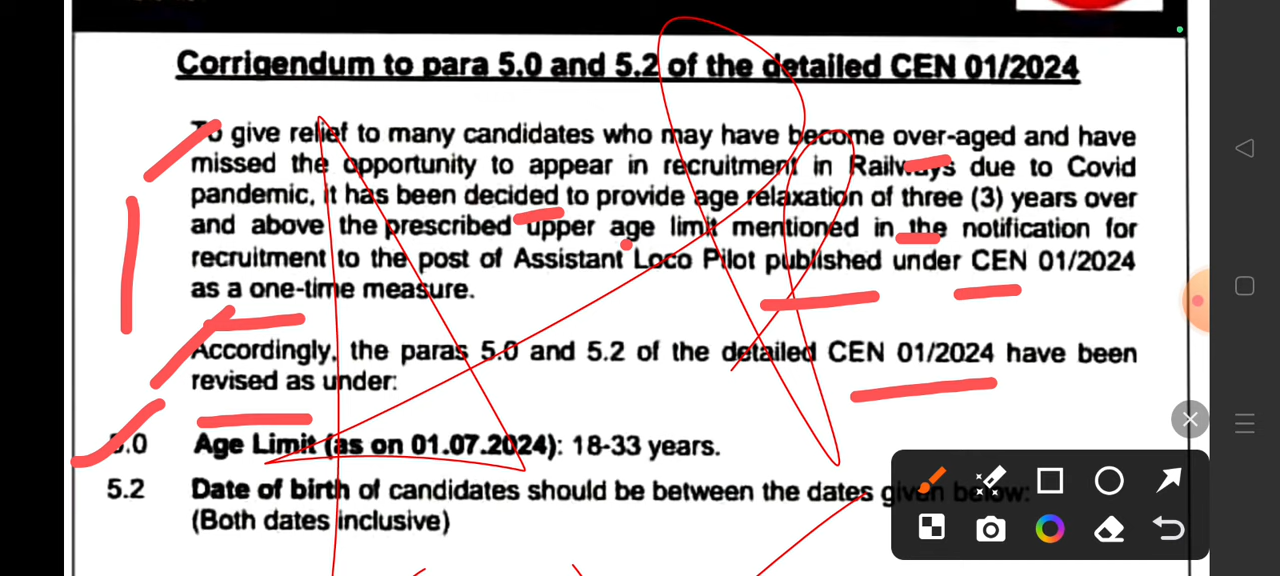 Corrigendum to para 5.0 and 5.2 of the detailed CEN 01/2024
To give relief to many candidates who may have become over-aged and have
missed the opportunity to appear in recruitment in Railways due to Covid
pandemic, it has been decided to provide age relaxation of three (3) years over
and above the prescribed upper age limit mentioned in the notification for
recruitment to the post of Assistant Loco Pilot published under CEN 01/2024
as a one-time measure.
Accordingly, the paras 5.0 and 5.2 of the detailed CEN 01/2024 have been
revised as under:
5.0 Age Limit (as on 01.07.2024): 18-33 years.
5.2 Date of birth of candidates should be between the dates given below:
(Both dates inclusive)